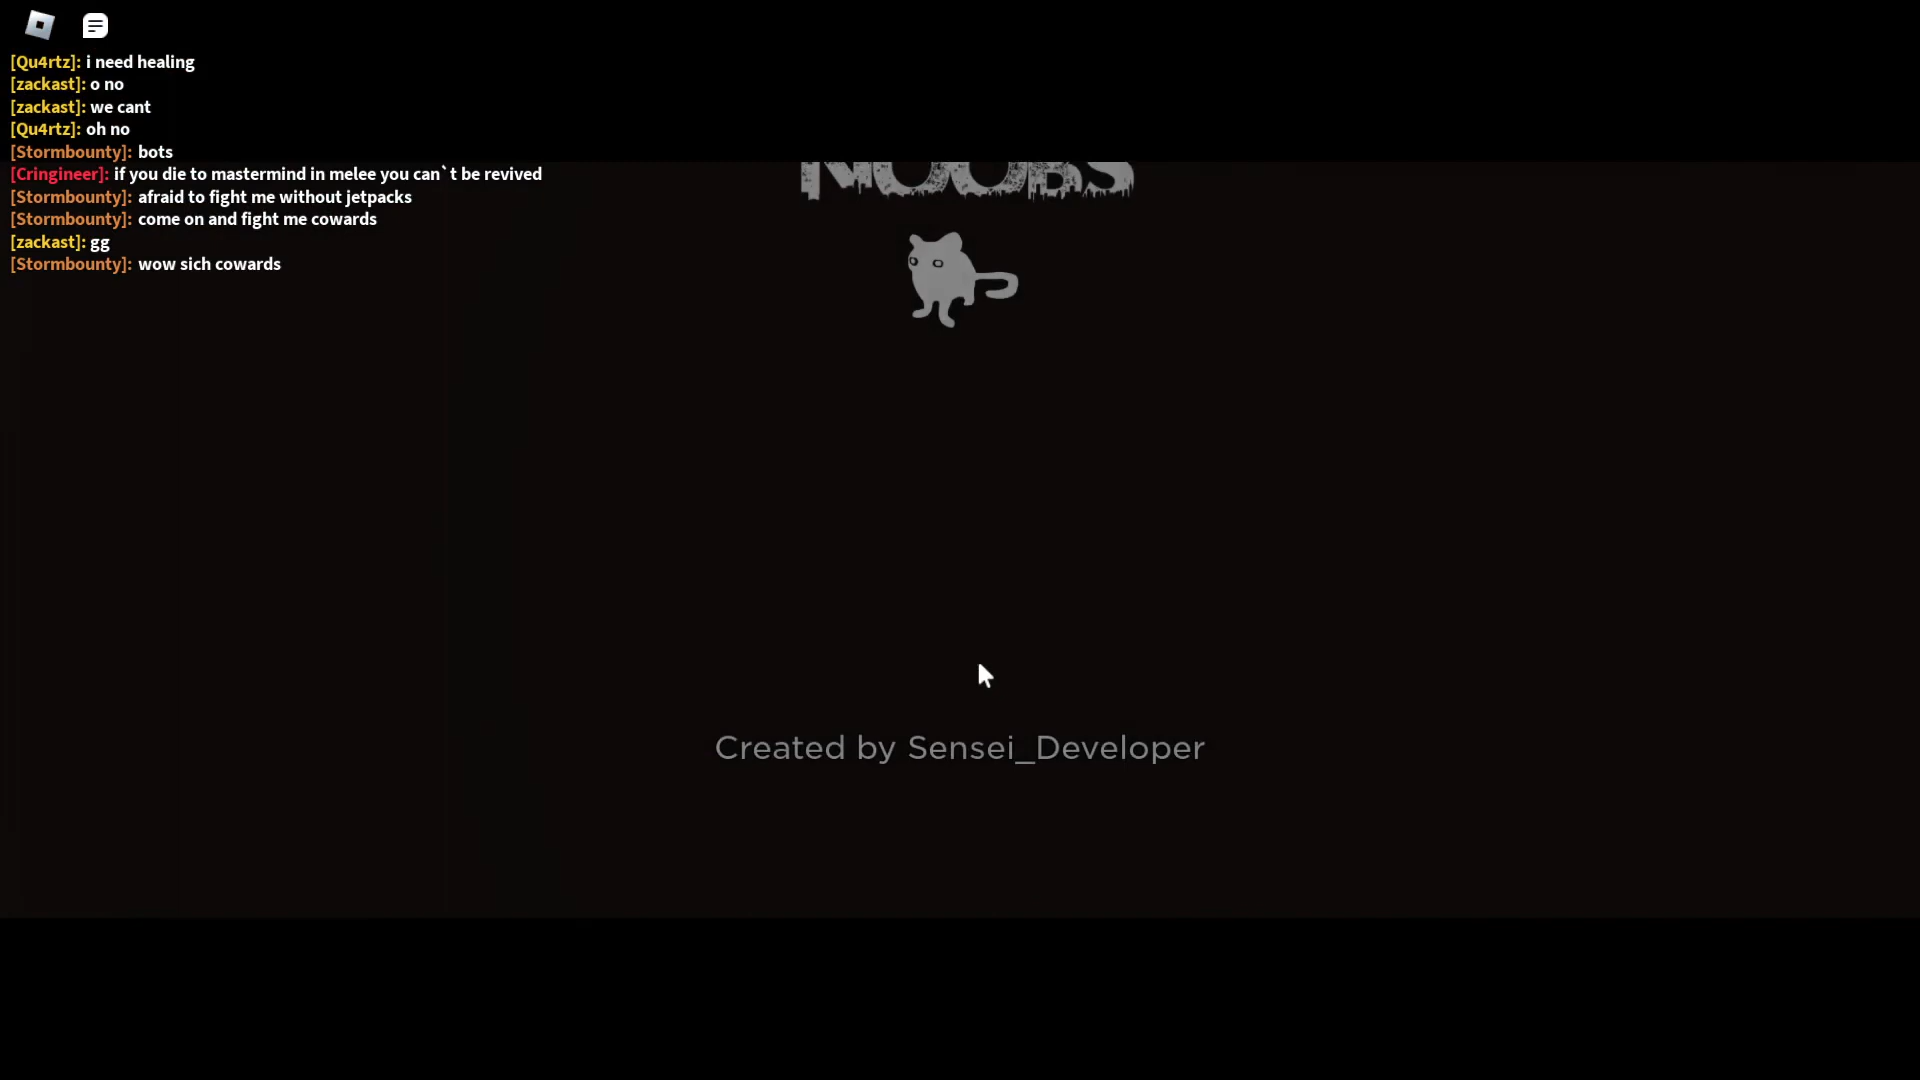 [Qu4rtz]: i need healing
[zackast]: o no
[zackast]: we cant
[Qu4rtz]: oh no
[Stormbounty]: bots
[Cringineer]: if you die to mastermind in melee you can`t be revived
[Stormbounty]: afraid to fight me without jetpacks
[Stormbounty]: come on and fight me cowards
[zackast]: gg
[Stormbounty]: wow sich cowards
NOOBS
Created by Sensei_Developer